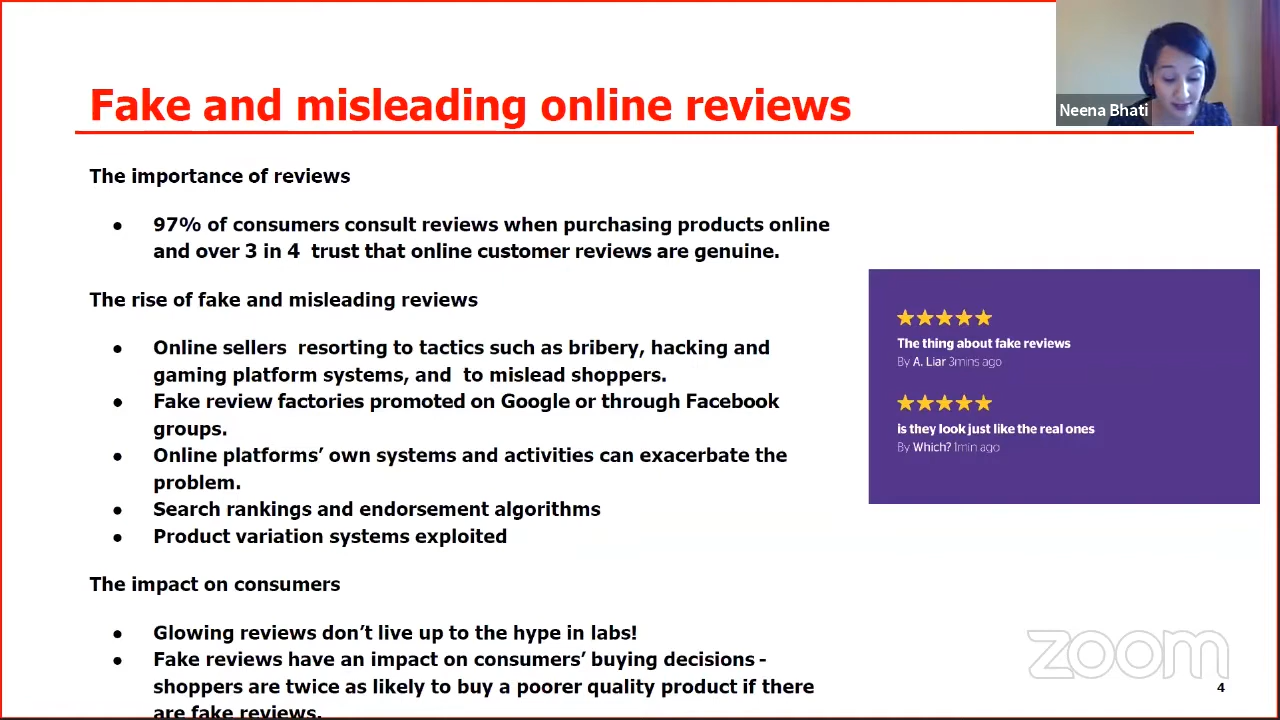 Fake and misleading online reviews
Neena Bhati
The importance of reviews
● 97% of consumers consult reviews when purchasing products online
and over 3 in 4 trust that online customer reviews are genuine.
The rise of fake and misleading reviews
● Online sellers resorting to tactics such as bribery, hacking and
gaming platform systems, and to mislead shoppers.
● Fake review factories promoted on Google or through Facebook
groups.
● Online platforms’ own systems and activities can exacerbate the
problem.
● Search rankings and endorsement algorithms
● Product variation systems exploited
The impact on consumers
● Glowing reviews don’t live up to the hype in labs!
● Fake reviews have an impact on consumers’ buying decisions -
shoppers are twice as likely to buy a poorer quality product if there
are fake reviews.
The thing about fake reviews
By A. Liar 3mins ago
is they look just like the real ones
By Which? 1min ago
zoom
4